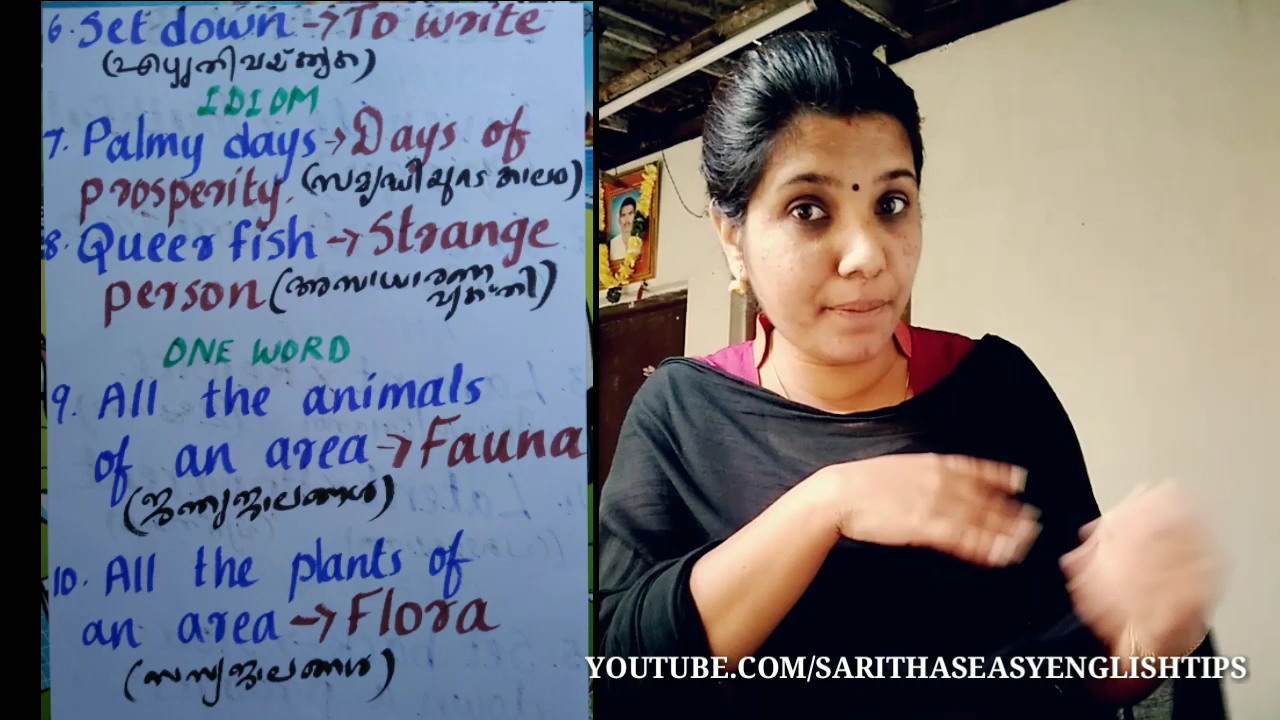 6. Set down → To write
(എഴുതിവയ്ക്കുക)
IDIOM
7. Palmy days → Days of
prosperity. (സമൃദ്ധിയുടെ കാലം)
8. Queer fish → Strange
person (അസാധാരണ
വ്യക്തി)
ONE WORD
9. All the animals
of an area → Fauna
(ജന്തുജാലങ്ങൾ)
10. All the plants of
an area → Flora
(സസ്യജാലങ്ങൾ)
YOUTUBE.COM/SARITHASEASYENGLISHTIPS